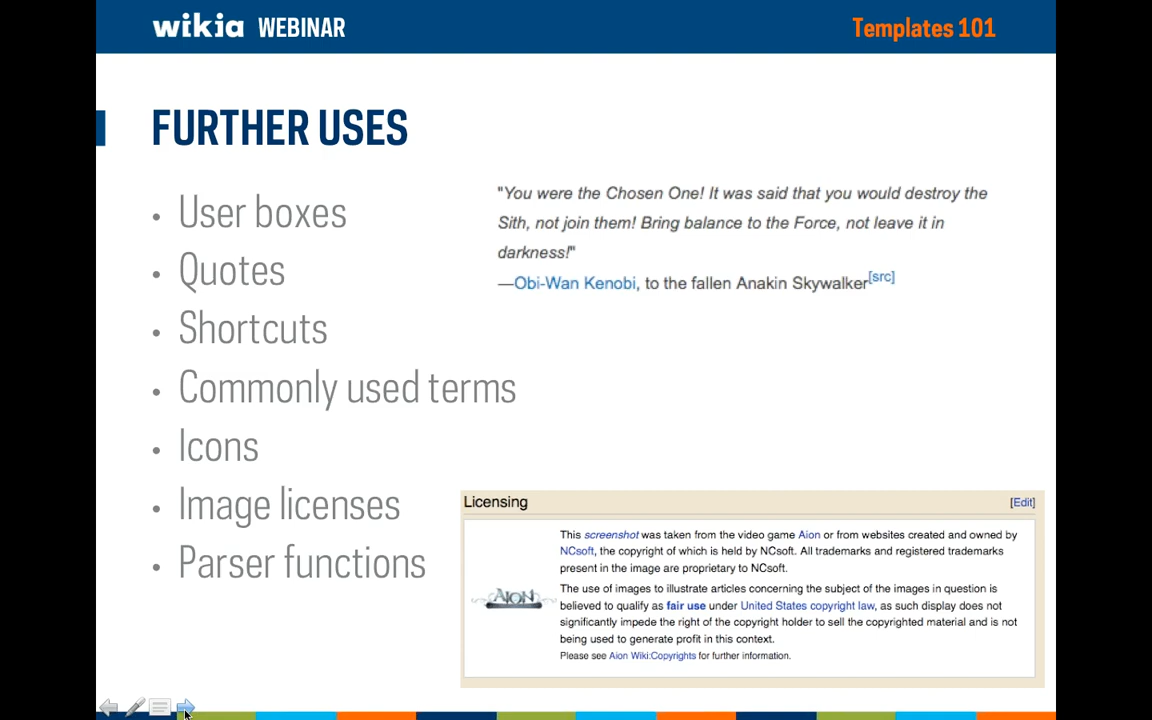 wikia WEBINAR
Templates 101
FURTHER USES
• User boxes
• Quotes
• Shortcuts
• Commonly used terms
• Icons
• Image licenses
• Parser functions
"You were the Chosen One! It was said that you would destroy the
Sith, not join them! Bring balance to the Force, not leave it in
darkness!"
—Obi-Wan Kenobi, to the fallen Anakin Skywalker[src]
Licensing
[Edit]
This screenshot was taken from the video game Aion or from websites created and owned by
NCsoft, the copyright of which is held by NCsoft. All trademarks and registered trademarks
present in the image are proprietary to NCsoft.
AION
The use of images to illustrate articles concerning the subject of the images in question is
believed to qualify as fair use under United States copyright law, as such display does not
significantly impede the right of the copyright holder to sell the copyrighted material and is not
being used to generate profit in this context.
Please see Aion Wiki:Copyrights for further information.